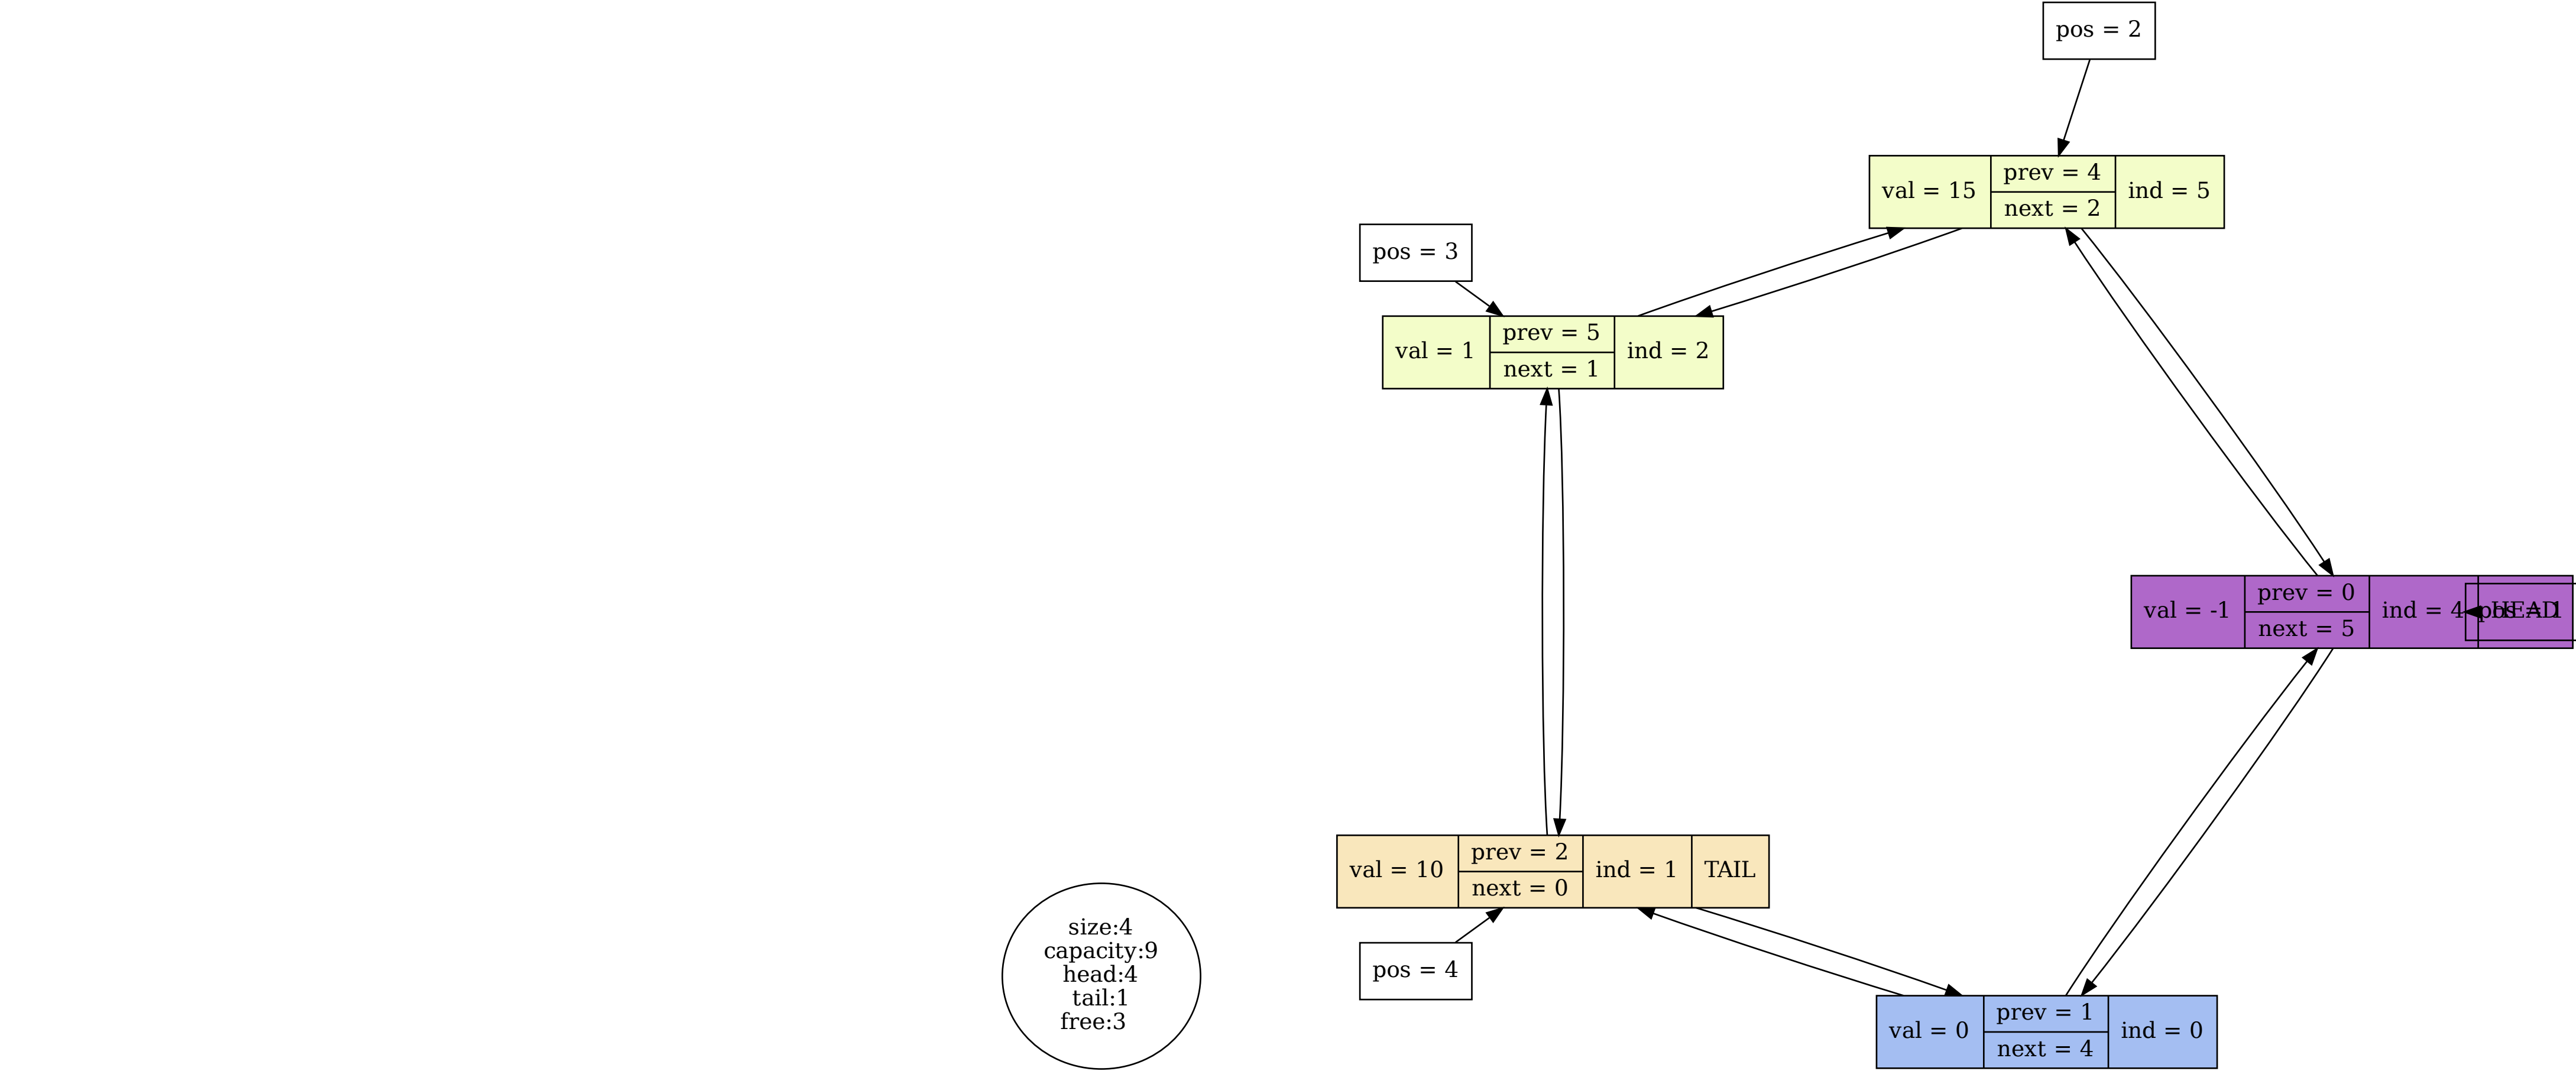 pos = 2
val = 15
prev = 4
next = 2
ind = 5
pos = 3
val = 1
prev = 5
next = 1
ind = 2
val = -1
prev = 0
next = 5
ind = 4
HEAD
pos = 1
val = 10
prev = 2
next = 0
ind = 1
TAIL
pos = 4
size:4
capacity:9
head:4
tail:1
free:3
val = 0
prev = 1
next = 4
ind = 0